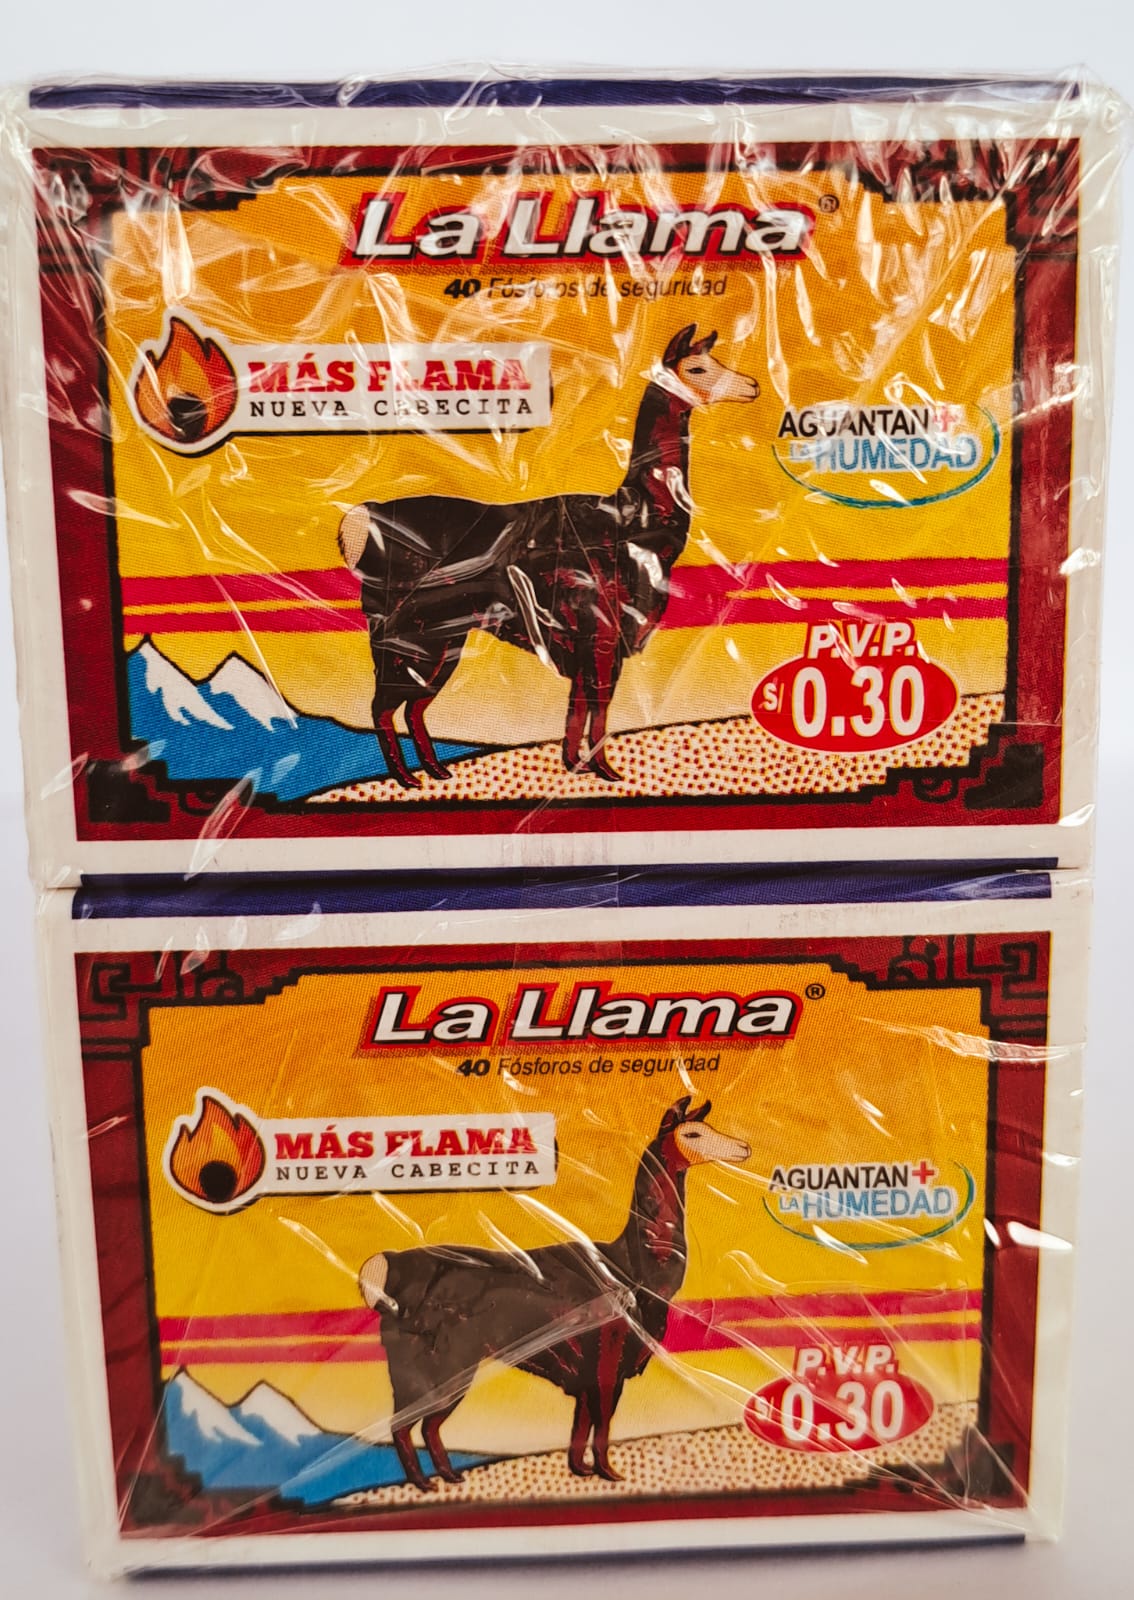 La Llama®
40 Fósforos de seguridad
MÁS FLAMA
NUEVA CABECITA
AGUANTAN+
LA HUMEDAD
P.V.P.
S/ 0.30
La Llama®
40 Fósforos de seguridad
MÁS FLAMA
NUEVA CABECITA
AGUANTAN+
LA HUMEDAD
P.V.P.
S/ 0.30